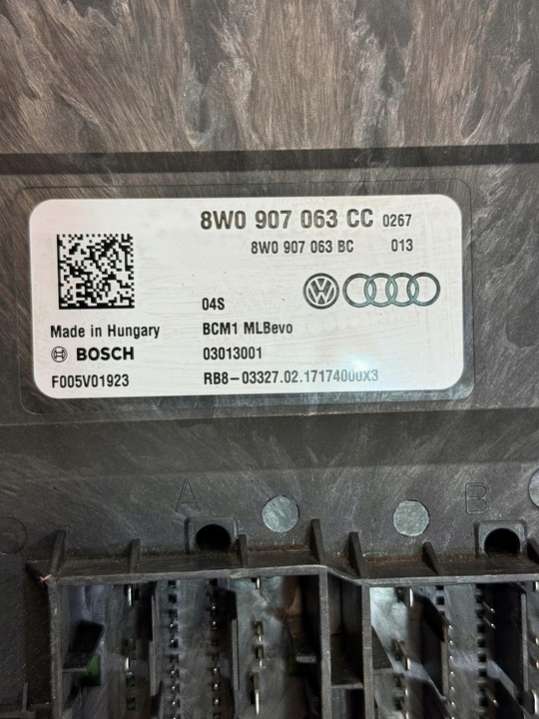 8W0 907 063 CC 0267
8W0 907 063 BC 013
04S
Made in Hungary BCM1 MLBevo
BOSCH 03013001
F005V01923 RB8-03327.02.17174000X3
A B